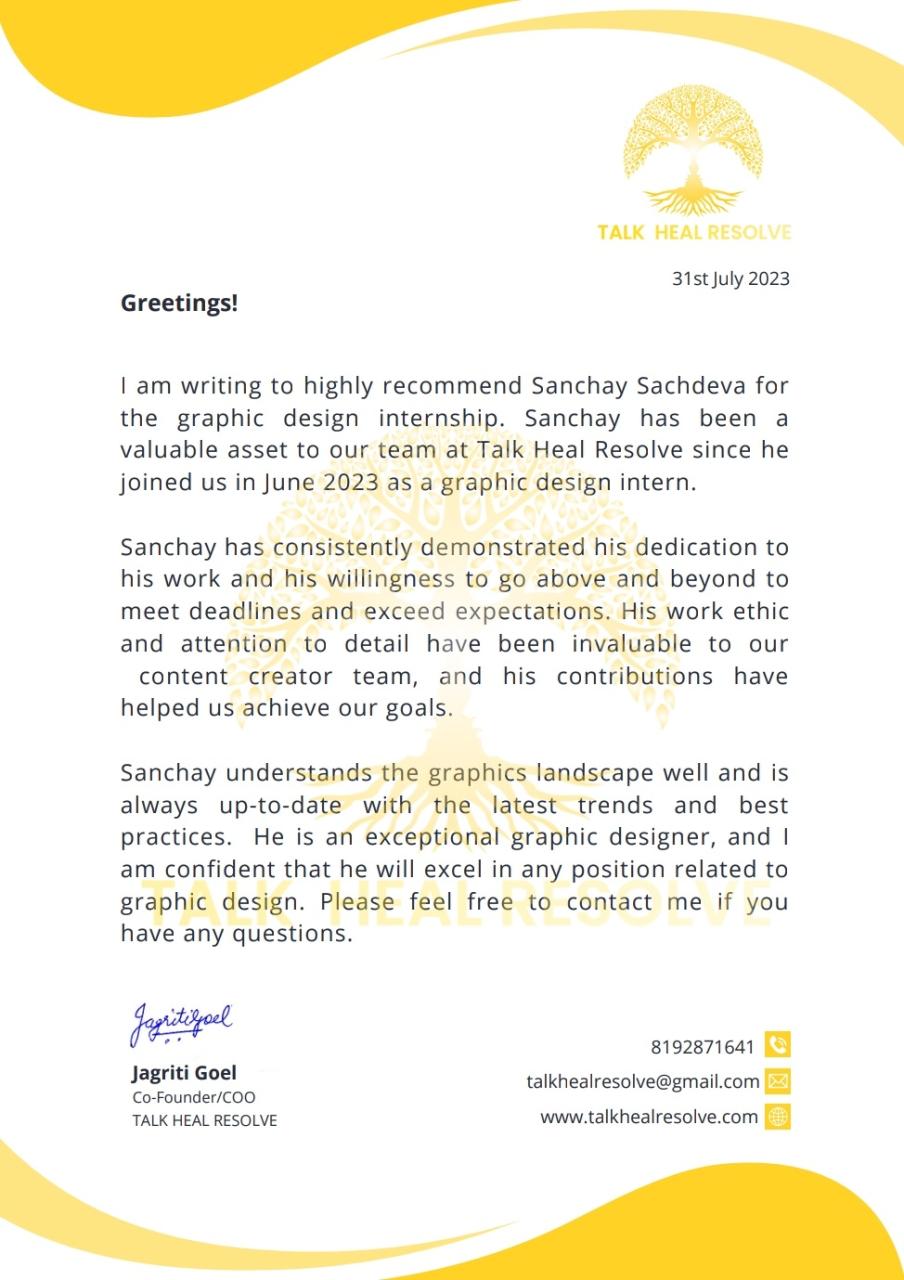 TALK HEAL RESOLVE
31st July 2023
Greetings!
I am writing to highly recommend Sanchay Sachdeva for
the graphic design internship. Sanchay has been a
valuable asset to our team at Talk Heal Resolve since he
joined us in June 2023 as a graphic design intern.
Sanchay has consistently demonstrated his dedication to
his work and his willingness to go above and beyond to
meet deadlines and exceed expectations. His work ethic
and attention to detail have been invaluable to our
content creator team, and his contributions have
helped us achieve our goals.
Sanchay understands the graphics landscape well and is
always up-to-date with the latest trends and best
practices. He is an exceptional graphic designer, and I
am confident that he will excel in any position related to
graphic design. Please feel free to contact me if you
have any questions.
TALK HEAL RESOLVE
Jagriti Goel
Jagriti Goel
Co-Founder/COO
TALK HEAL RESOLVE
8192871641
talkhealresolve@gmail.com
www.talkhealresolve.com